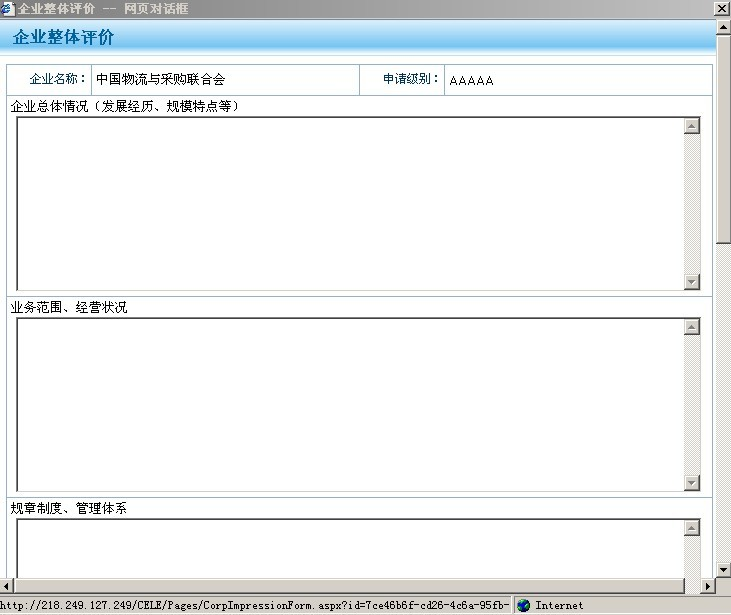 企业整体评价 -- 网页对话框
企业整体评价
企业名称： 中国物流与采购联合会 申请级别： AAAAA
企业总体情况（发展经历、规模特点等）
业务范围、经营状况
规章制度、管理体系
http://218.249.127.249/CELE/Pages/CorpImpressionForm.aspx?id=7ce46b6f-cd26-4c6a-95fb- Internet